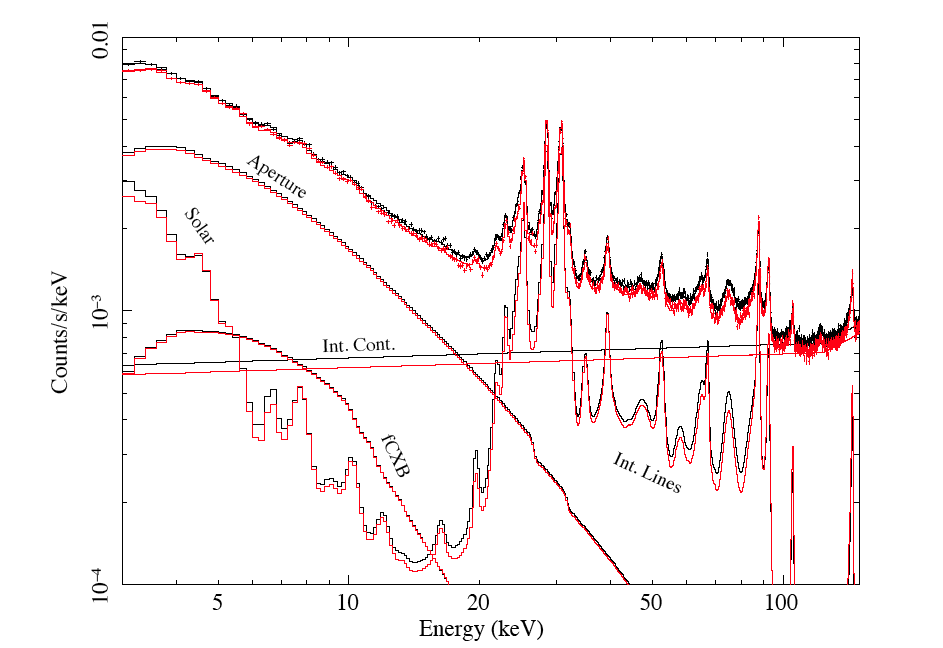 0.01
10⁻³
10⁻⁴
Counts/s/keV
Aperture
Solar
Int. Cont.
fCXB
Int. Lines
5 10 20 50 100
Energy (keV)